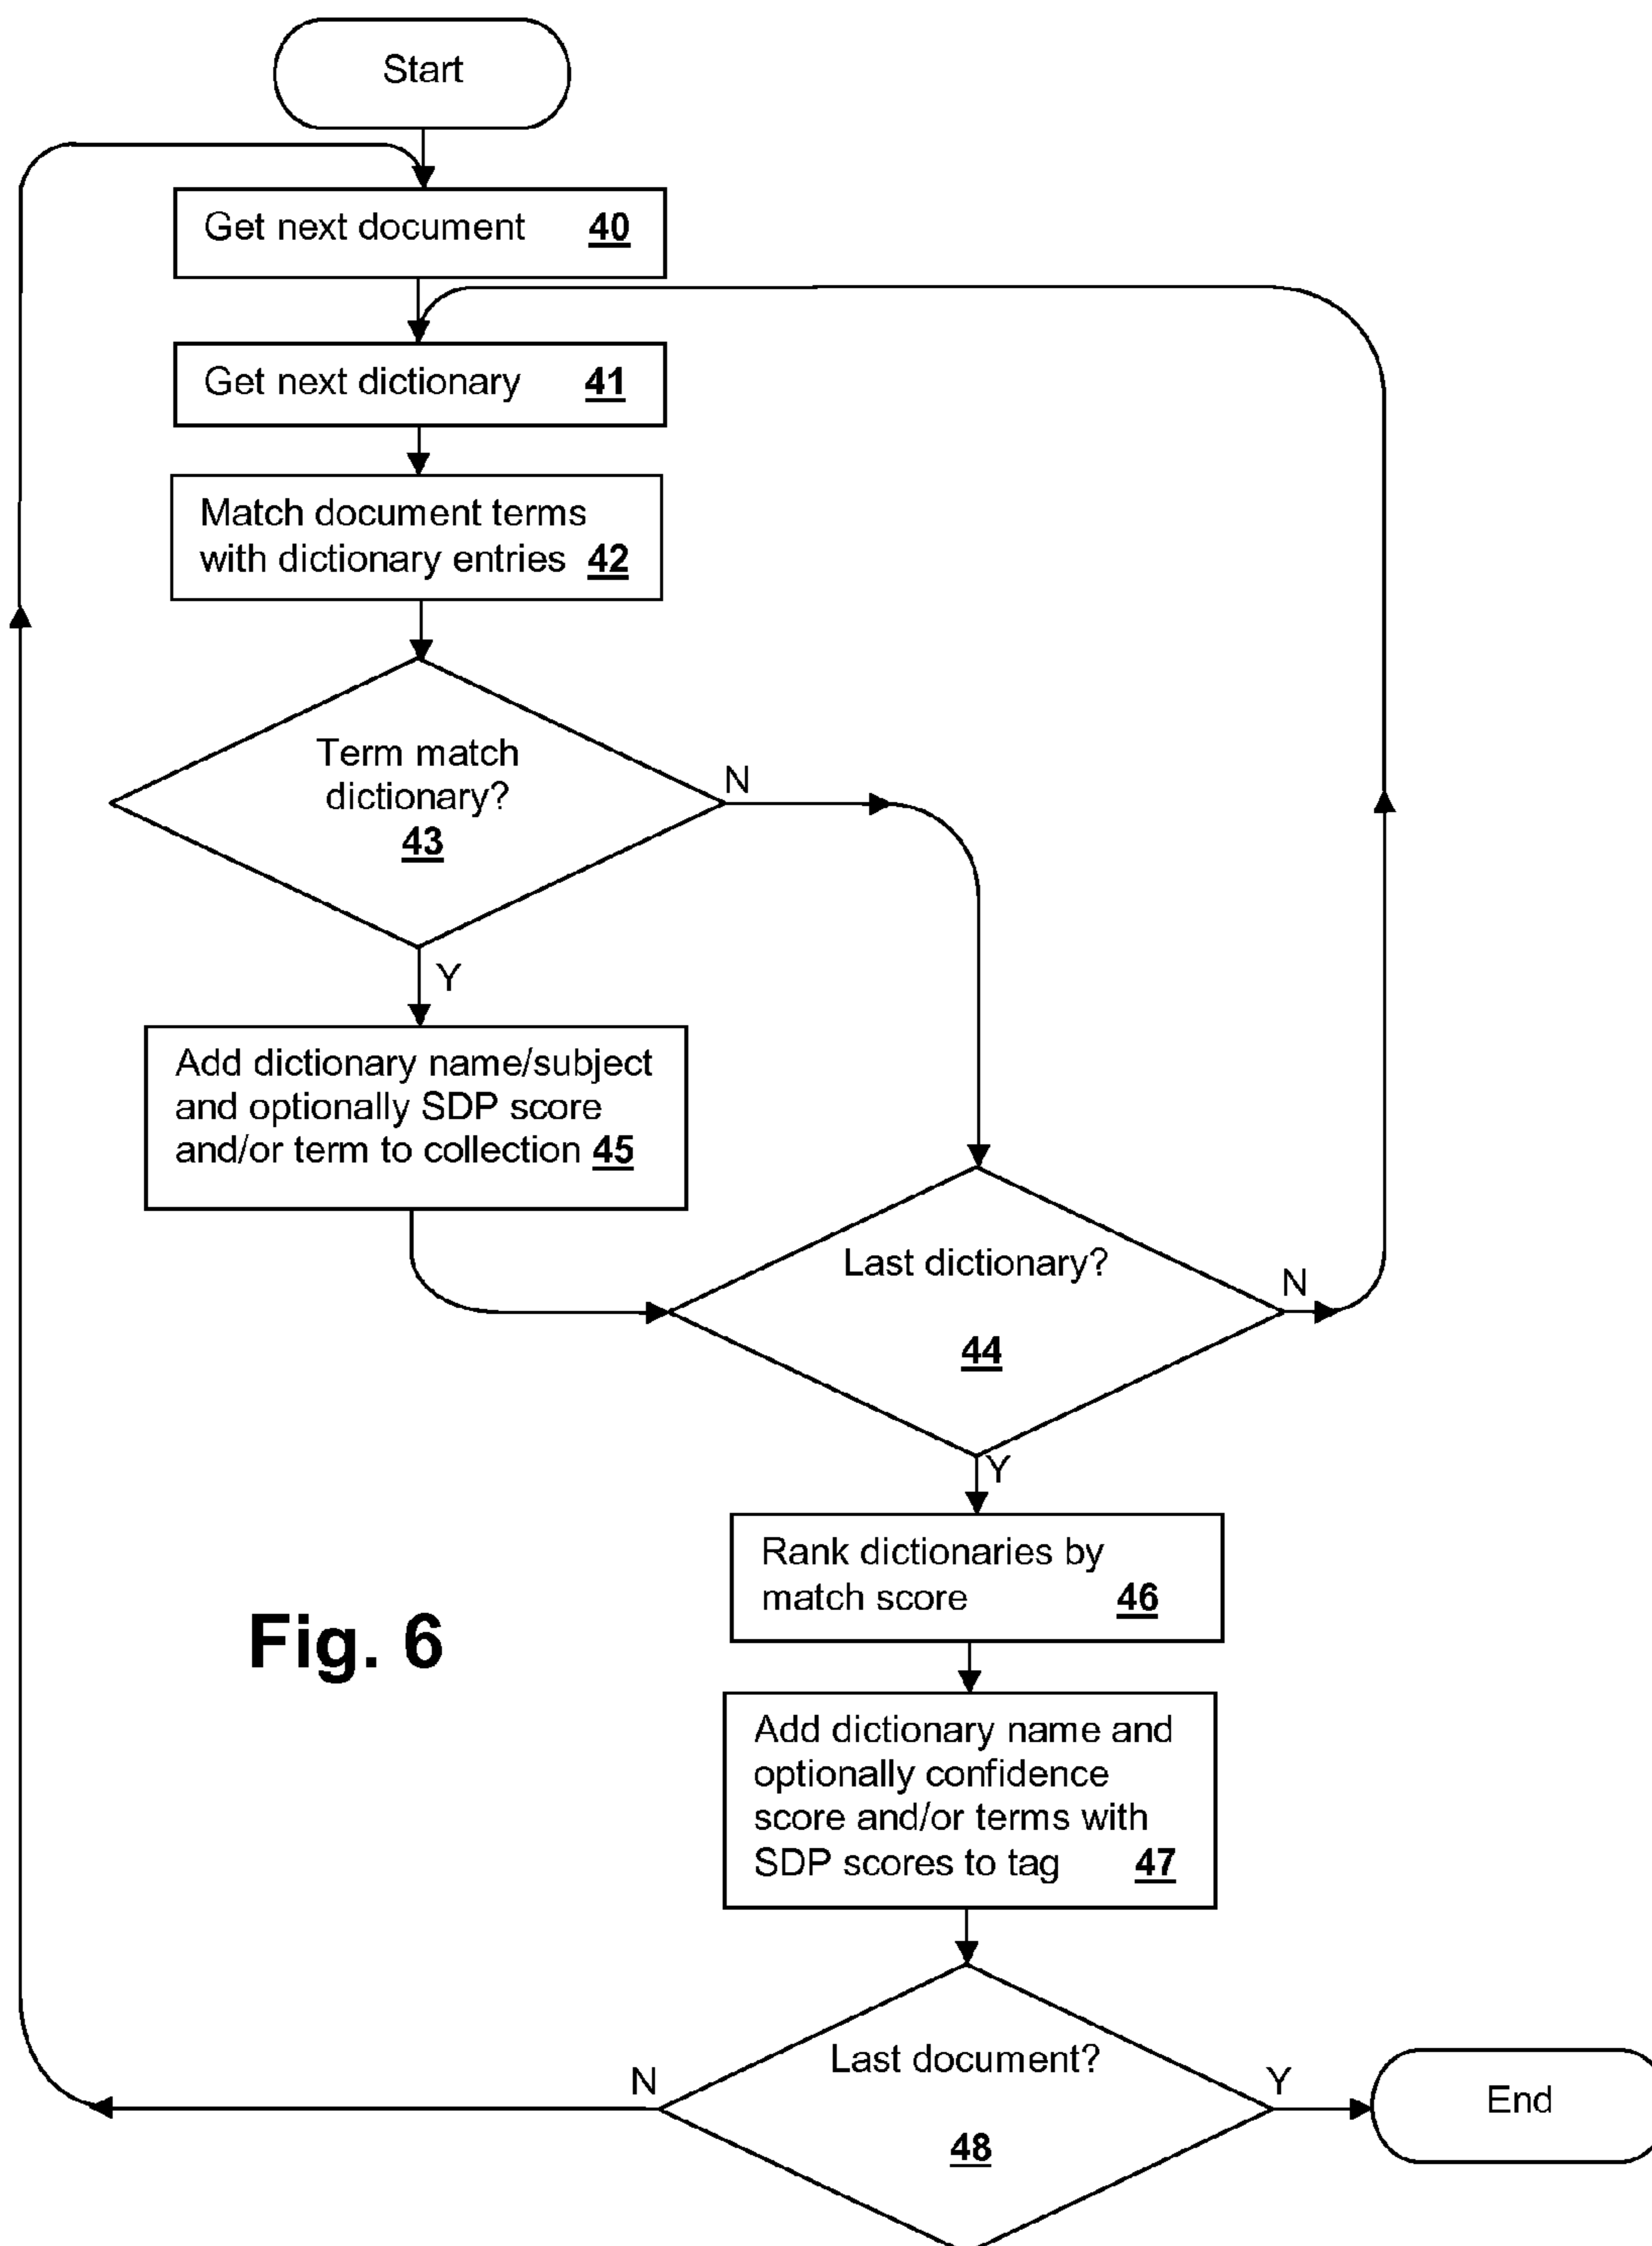 Start
Get next document 40
Get next dictionary 41
Match document terms
with dictionary entries 42
Term match
dictionary?
43
N
Y
Add dictionary name/subject
and optionally SDP score
and/or term to collection 45
Last dictionary?
44
N
Y
Rank dictionaries by
match score 46
Fig. 6
Add dictionary name and
optionally confidence
score and/or terms with
SDP scores to tag 47
Last document?
48
N
Y
End